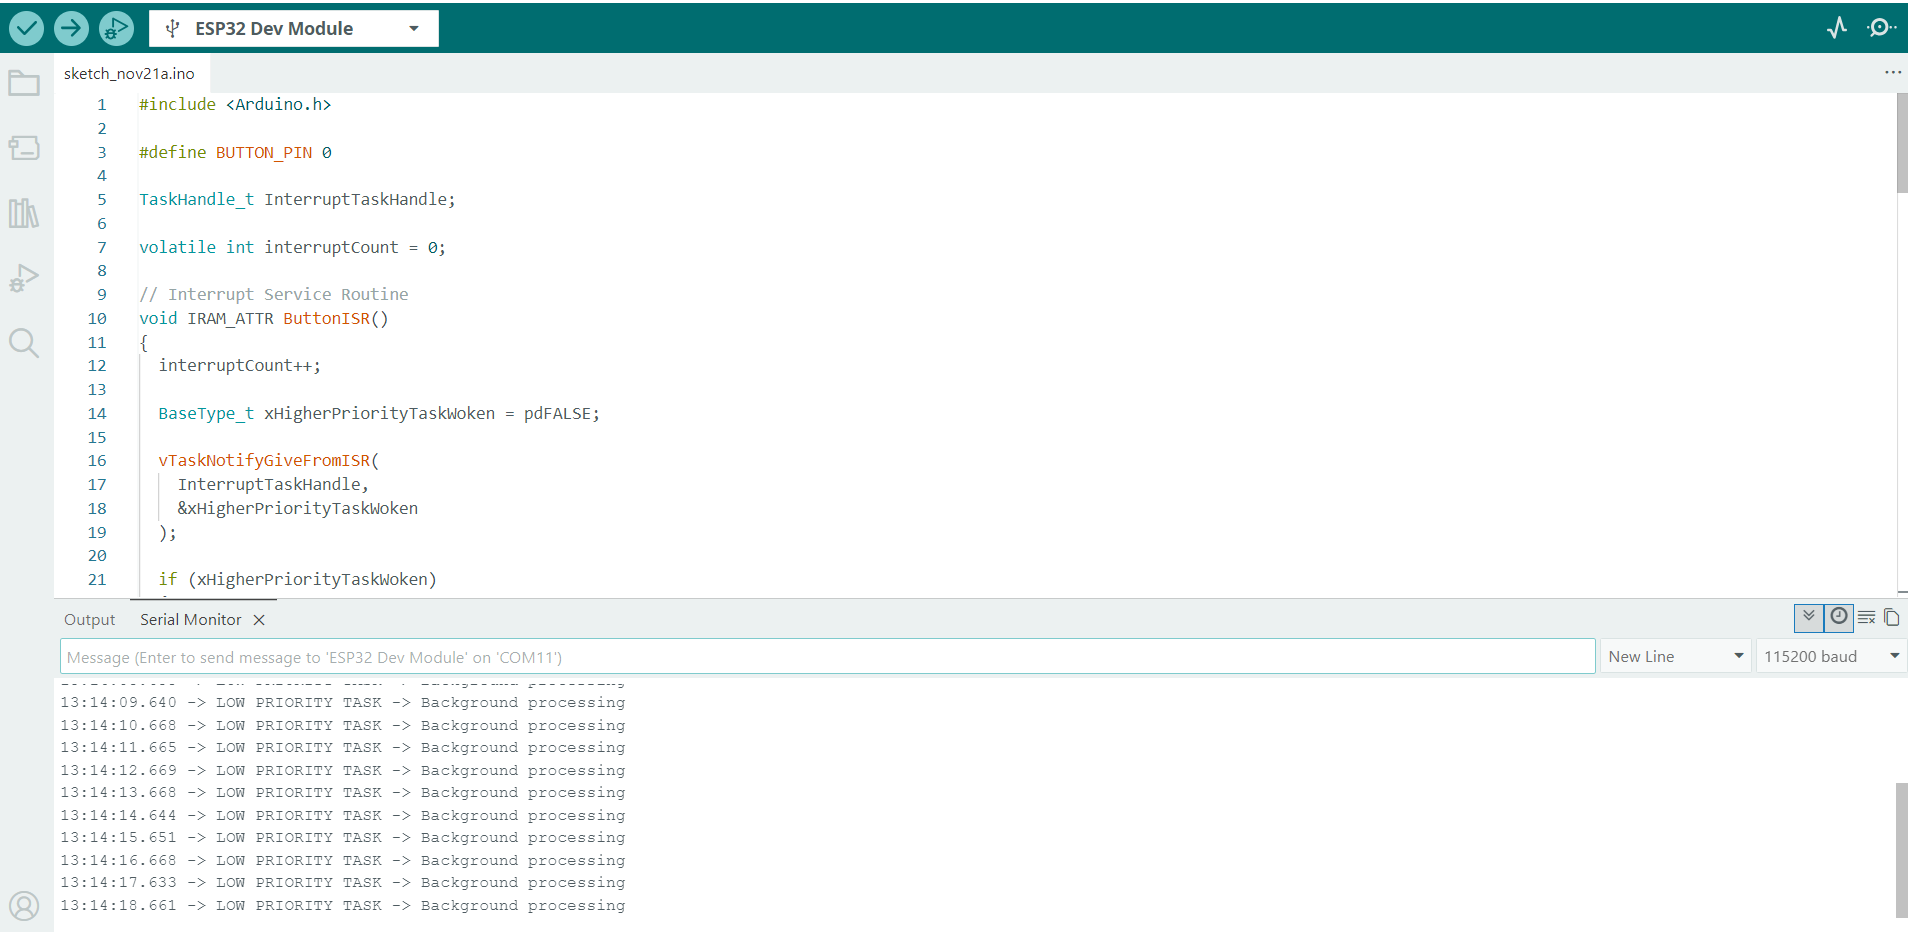 ESP32 Dev Module
sketch_nov21a.ino
1 #include <Arduino.h>
2
3 #define BUTTON_PIN 0
4
5 TaskHandle_t InterruptTaskHandle;
6
7 volatile int interruptCount = 0;
8
9 // Interrupt Service Routine
10 void IRAM_ATTR ButtonISR()
11 {
12 interruptCount++;
13
14 BaseType_t xHigherPriorityTaskWoken = pdFALSE;
15
16 vTaskNotifyGiveFromISR(
17 InterruptTaskHandle,
18 &xHigherPriorityTaskWoken
19 );
20
21 if (xHigherPriorityTaskWoken)
Output Serial Monitor
Message (Enter to send message to 'ESP32 Dev Module' on 'COM11') New Line 115200 baud
13:14:09.640 -> LOW PRIORITY TASK -> Background processing
13:14:10.668 -> LOW PRIORITY TASK -> Background processing
13:14:11.665 -> LOW PRIORITY TASK -> Background processing
13:14:12.669 -> LOW PRIORITY TASK -> Background processing
13:14:13.668 -> LOW PRIORITY TASK -> Background processing
13:14:14.644 -> LOW PRIORITY TASK -> Background processing
13:14:15.651 -> LOW PRIORITY TASK -> Background processing
13:14:16.668 -> LOW PRIORITY TASK -> Background processing
13:14:17.633 -> LOW PRIORITY TASK -> Background processing
13:14:18.661 -> LOW PRIORITY TASK -> Background processing